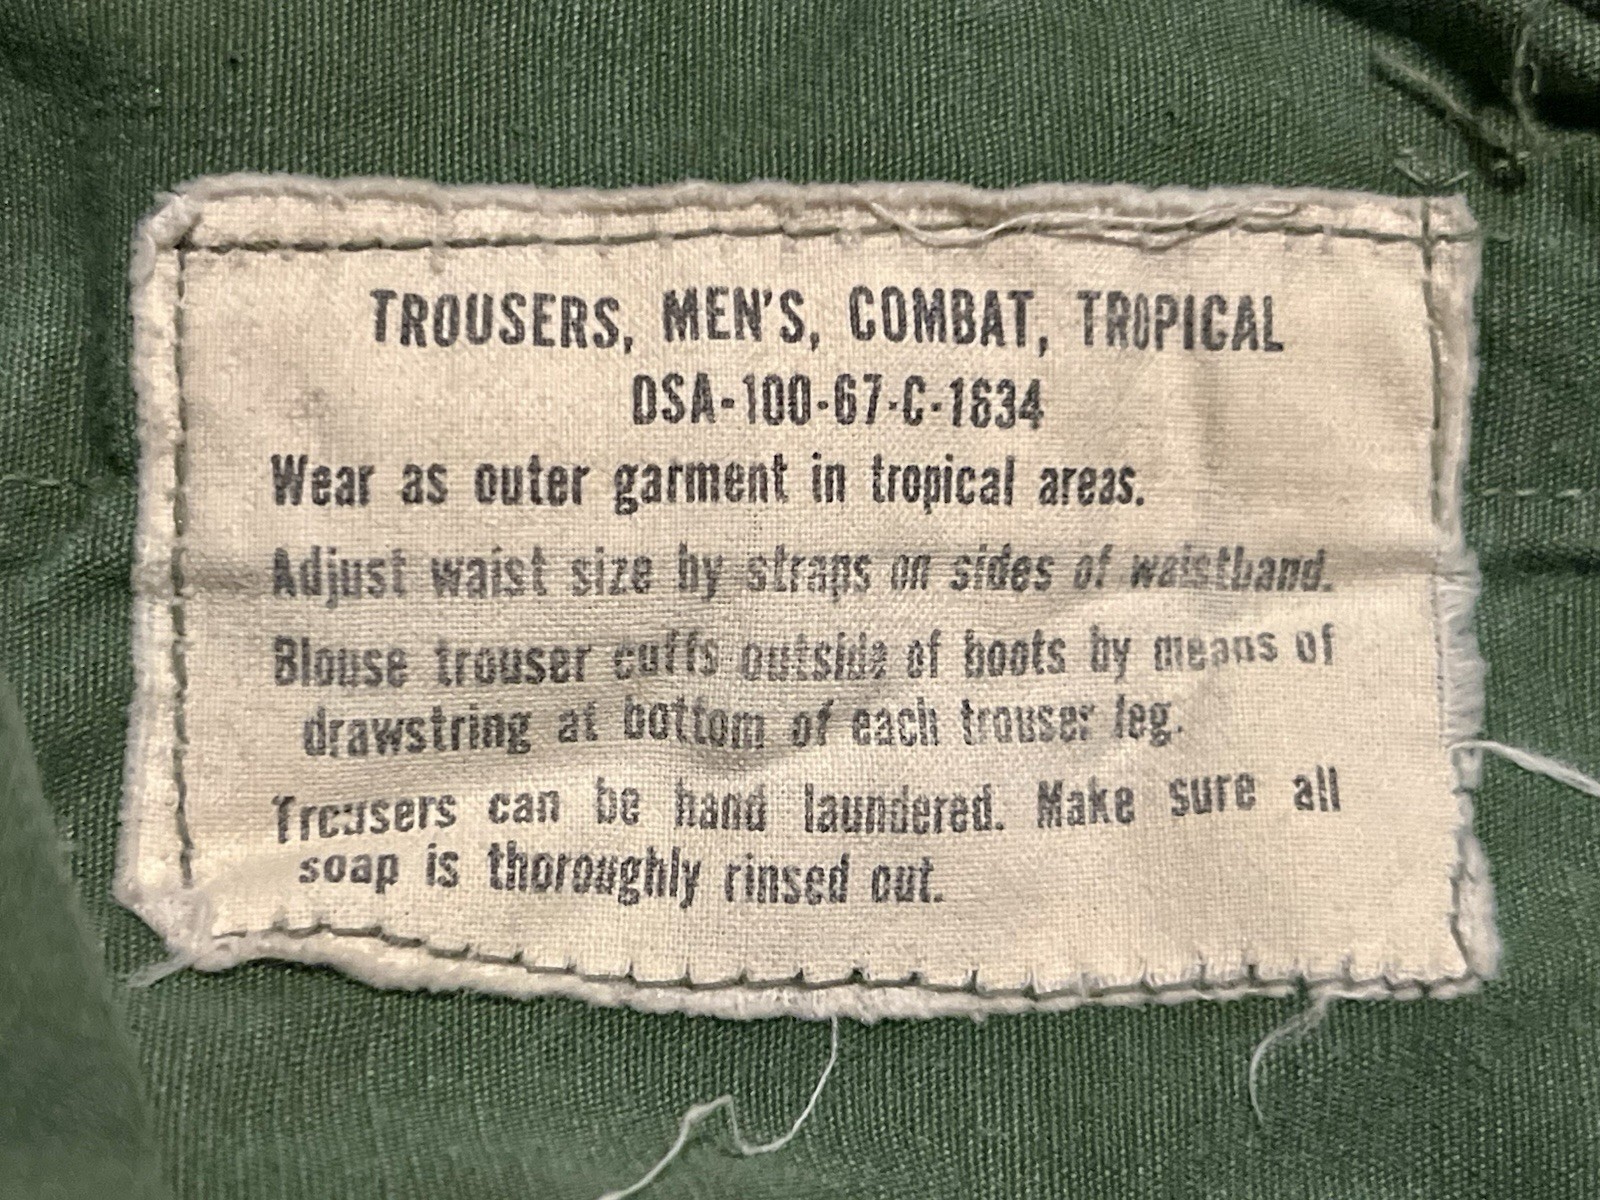 TROUSERS, MEN'S, COMBAT, TROPICAL
DSA-100-67-C-1634
Wear as outer garment in tropical areas.
Adjust waist size by straps on sides of waistband.
Blouse trouser cuffs outside of boots by means of
drawstring at bottom of each trouser leg.
Trousers can be hand laundered. Make sure all
soap is thoroughly rinsed out.